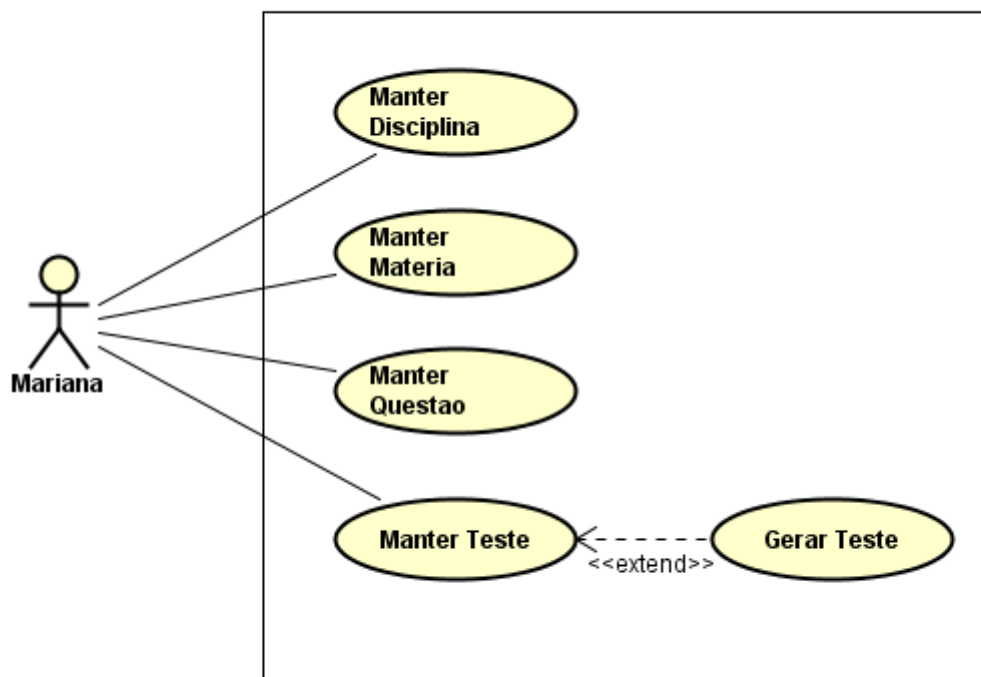 Manter
Disciplina
Manter
Materia
Mariana
Manter
Questao
Manter Teste
<<extend>>
Gerar Teste